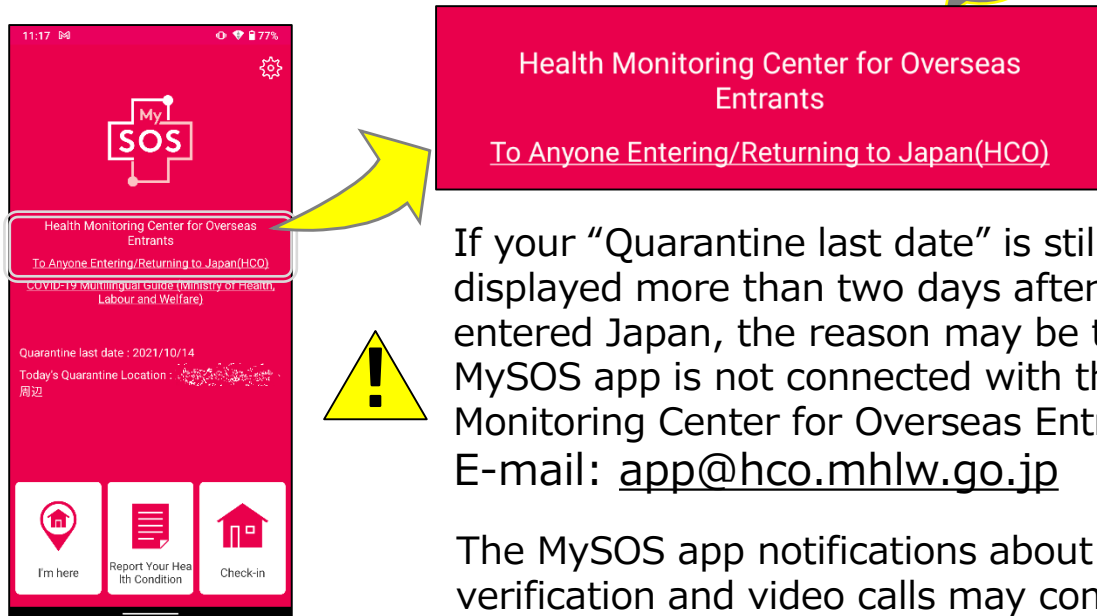 11:17
77%
My
SOS
Health Monitoring Center for Overseas
Entrants
To Anyone Entering/Returning to Japan(HCO)
COVID-19 Multilingual Guide (Ministry of Health,
Labour and Welfare)
Quarantine last date : 2021/10/14
Today's Quarantine Location :
周辺
I'm here
Report Your Hea
lth Condition
Check-in
Health Monitoring Center for Overseas
Entrants
To Anyone Entering/Returning to Japan(HCO)
If your “Quarantine last date” is stil
displayed more than two days after
entered Japan, the reason may be t
MySOS app is not connected with th
Monitoring Center for Overseas Entr
E-mail: app@hco.mhlw.go.jp
The MySOS app notifications about
verification and video calls may con